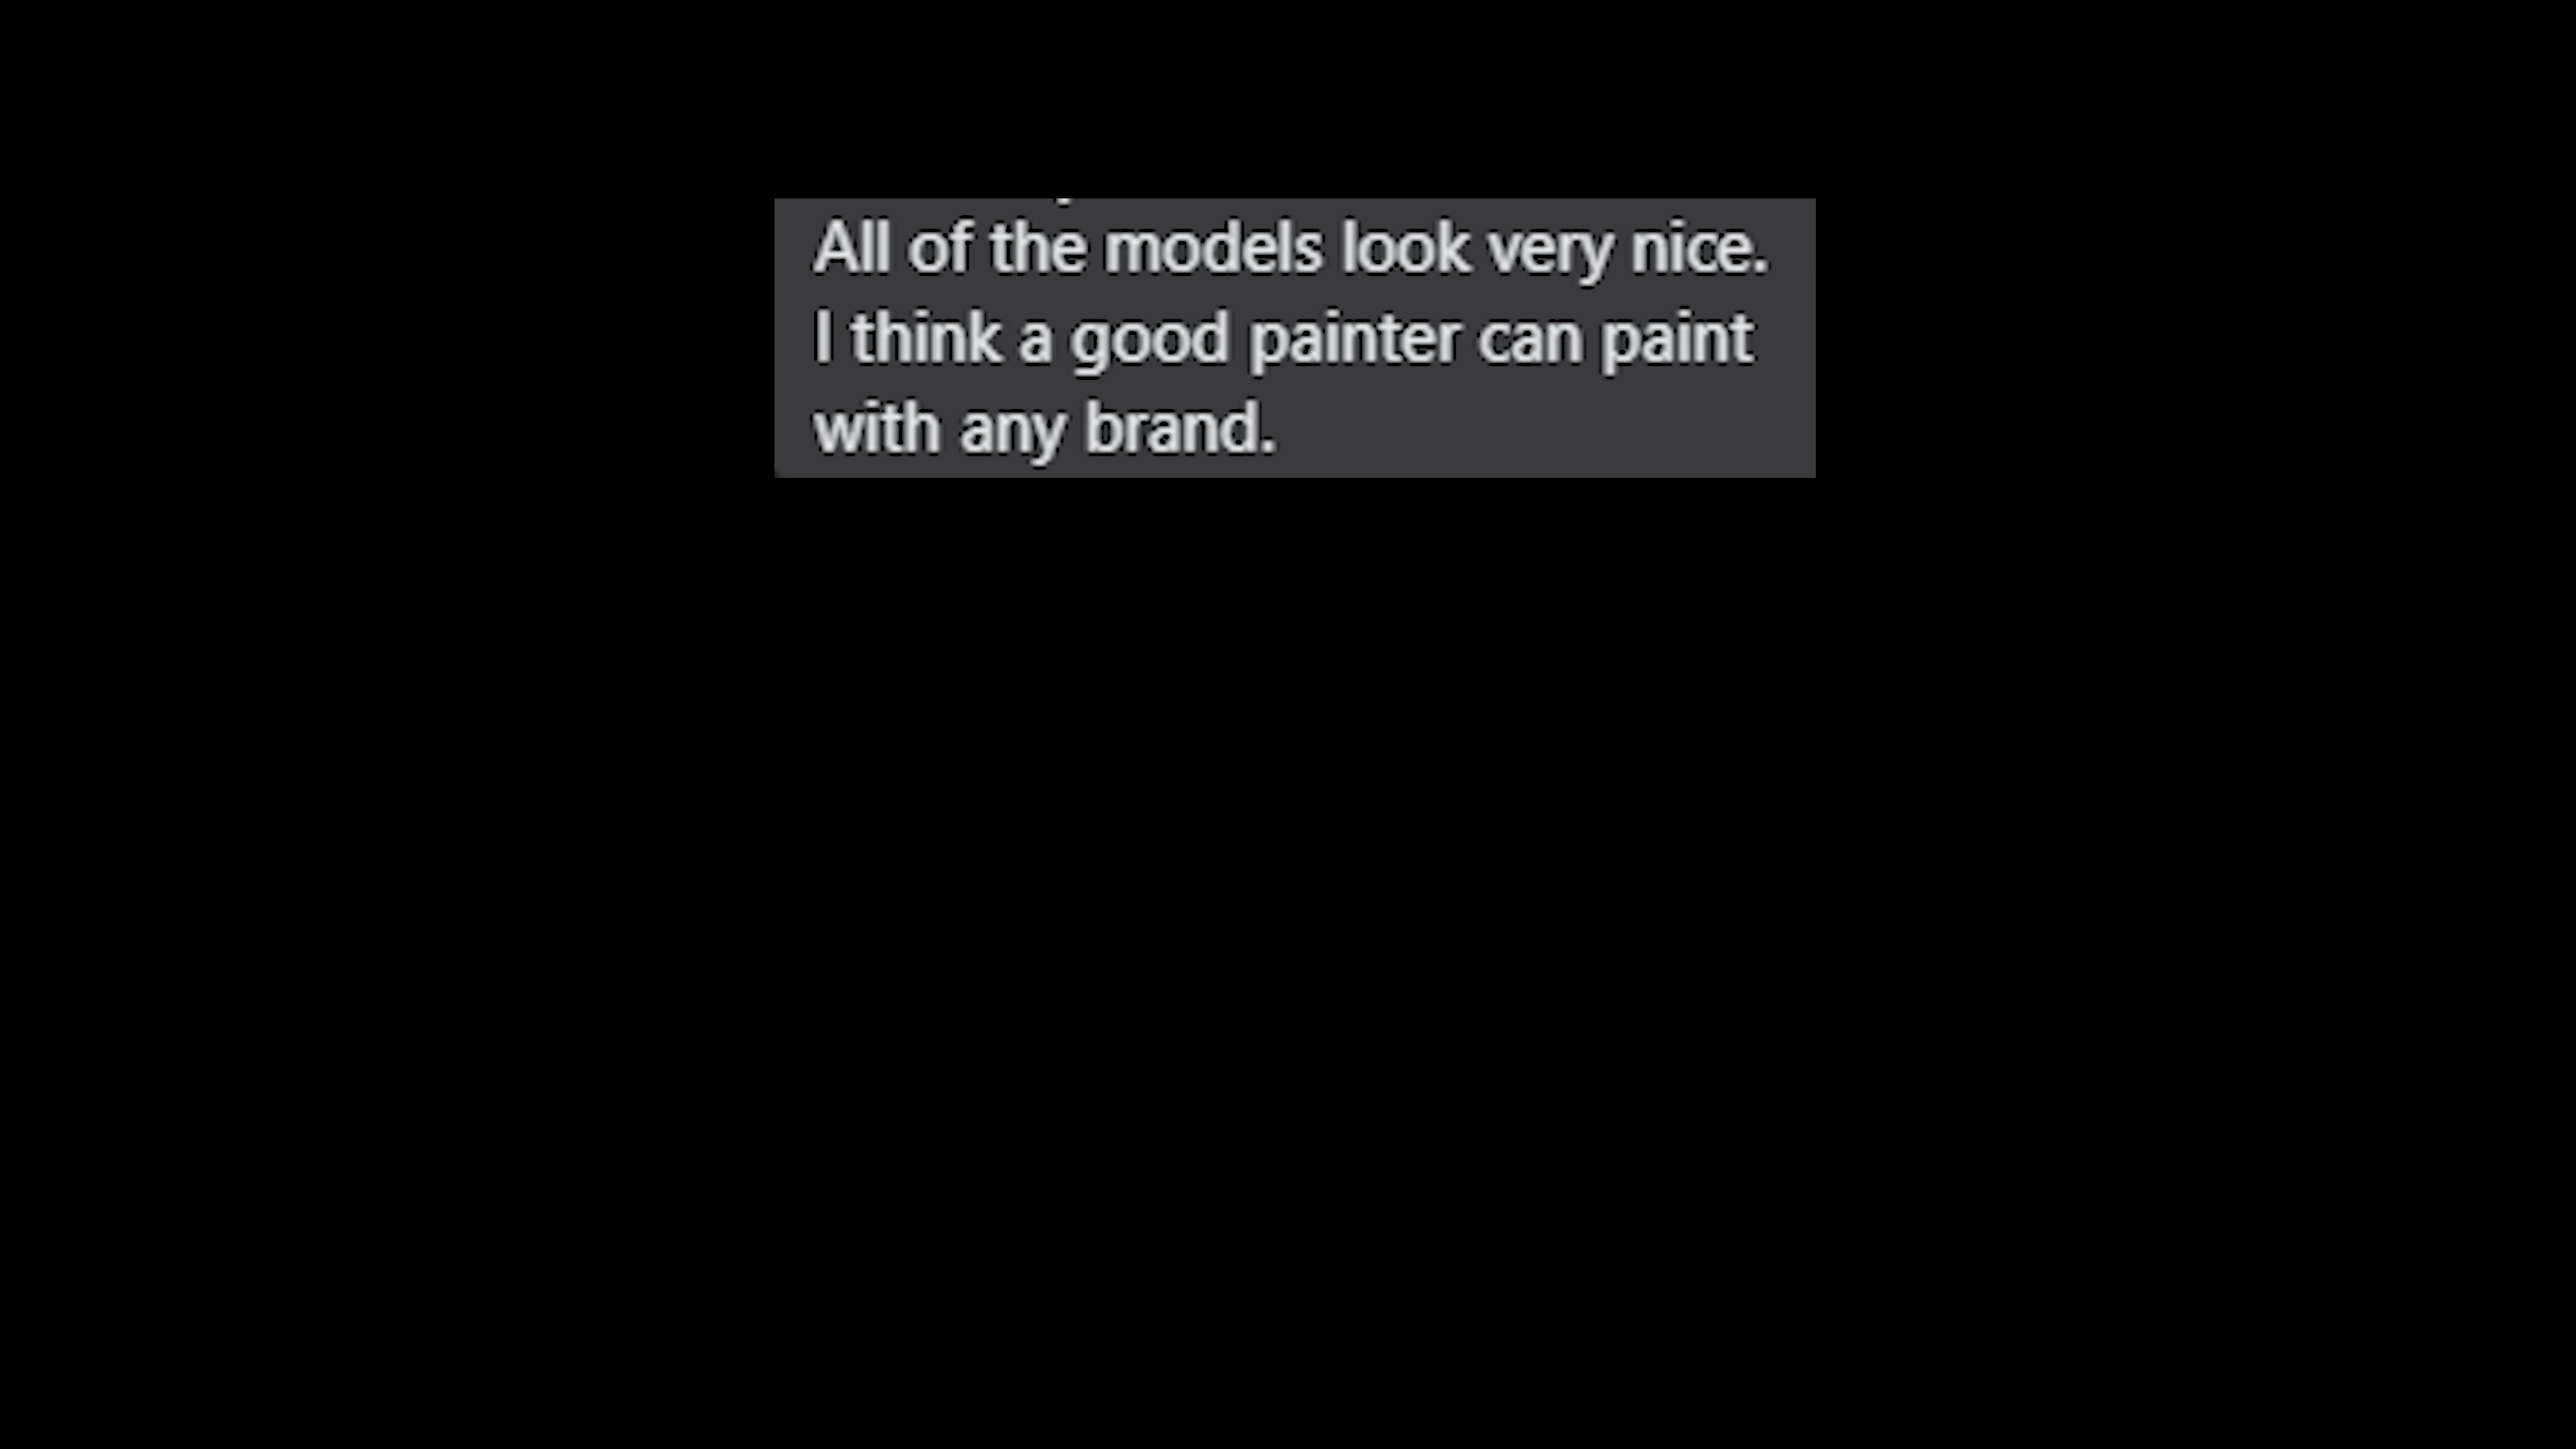 All of the models look very nice.
I think a good painter can paint
with any brand.